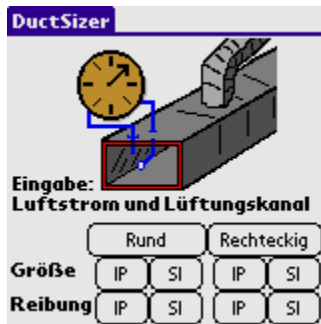 DuctSizer
Eingabe:
Luftstrom und Lüftungskanal
Rund Rechteckig
Größe IP SI IP SI
Reibung IP SI IP SI